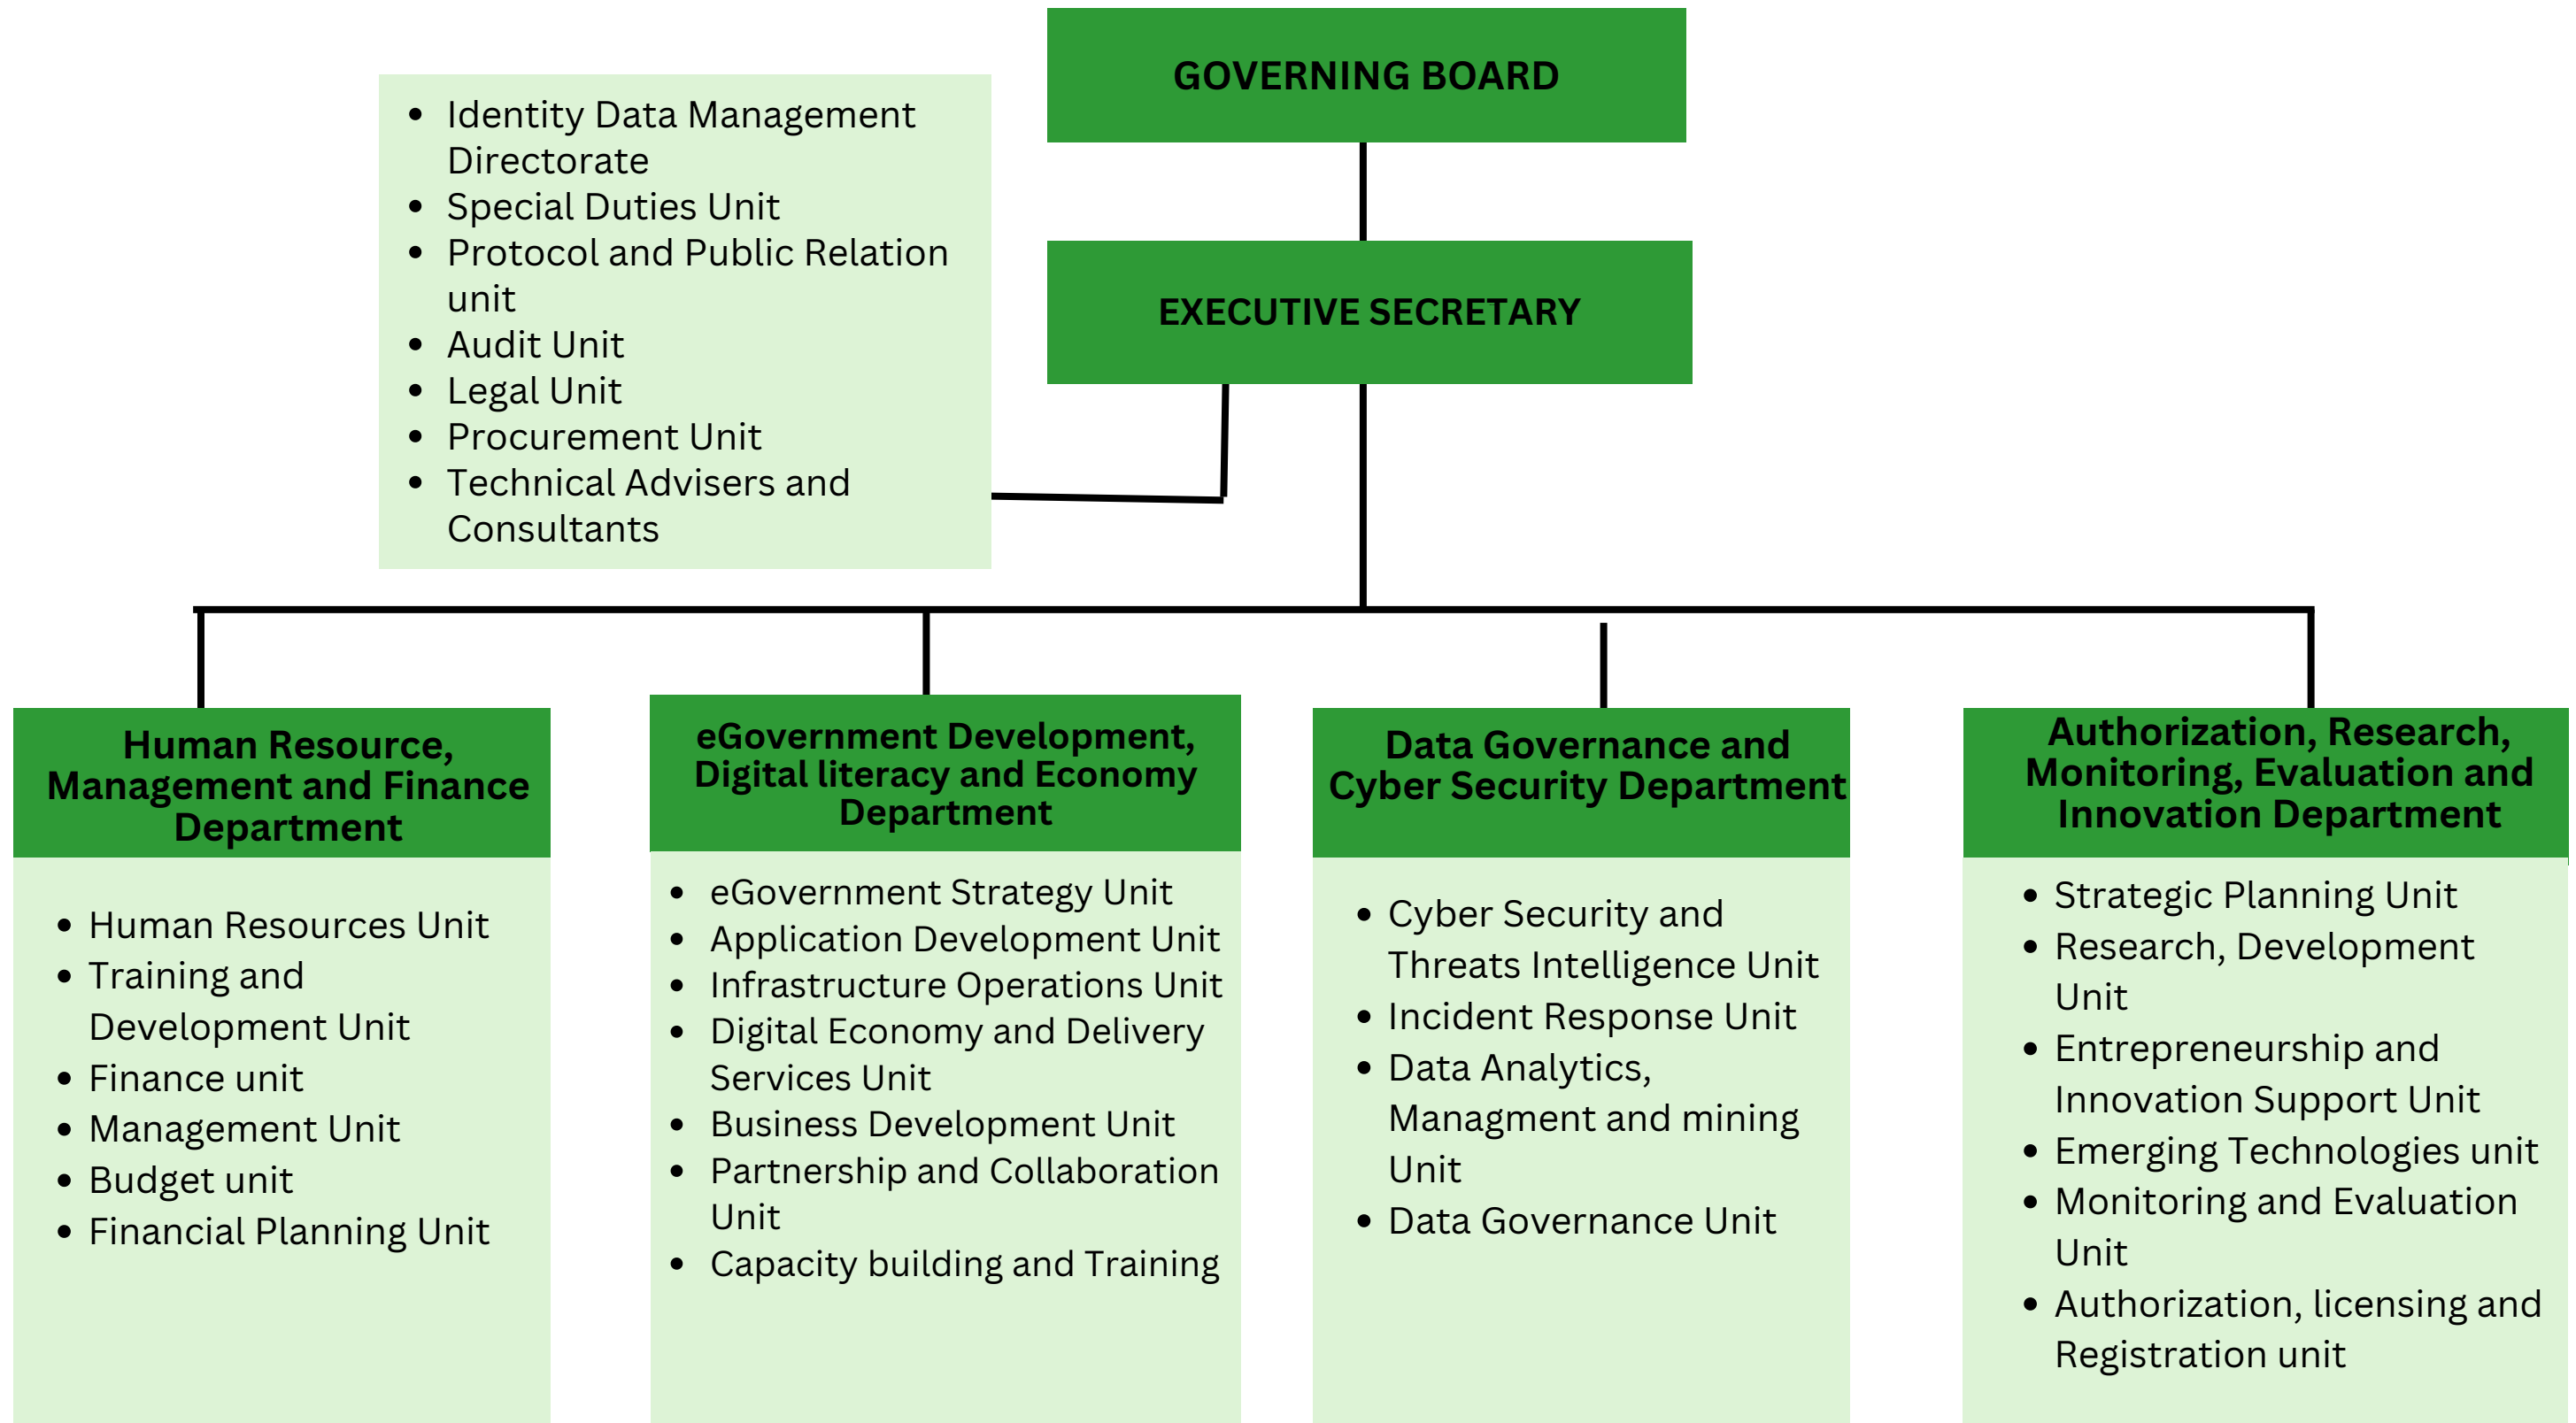 GOVERNING BOARD
• Identity Data Management
Directorate
• Special Duties Unit
• Protocol and Public Relation
unit
• Audit Unit
• Legal Unit
• Procurement Unit
• Technical Advisers and
Consultants
EXECUTIVE SECRETARY
Human Resource,
Management and Finance
Department
• Human Resources Unit
• Training and
Development Unit
• Finance unit
• Management Unit
• Budget unit
• Financial Planning Unit
eGovernment Development,
Digital literacy and Economy
Department
• eGovernment Strategy Unit
• Application Development Unit
• Infrastructure Operations Unit
• Digital Economy and Delivery
Services Unit
• Business Development Unit
• Partnership and Collaboration
Unit
• Capacity building and Training
Data Governance and
Cyber Security Department
• Cyber Security and
Threats Intelligence Unit
• Incident Response Unit
• Data Analytics,
Managment and mining
Unit
• Data Governance Unit
Authorization, Research,
Monitoring, Evaluation and
Innovation Department
• Strategic Planning Unit
• Research, Development
Unit
• Entrepreneurship and
Innovation Support Unit
• Emerging Technologies unit
• Monitoring and Evaluation
Unit
• Authorization, licensing and
Registration unit